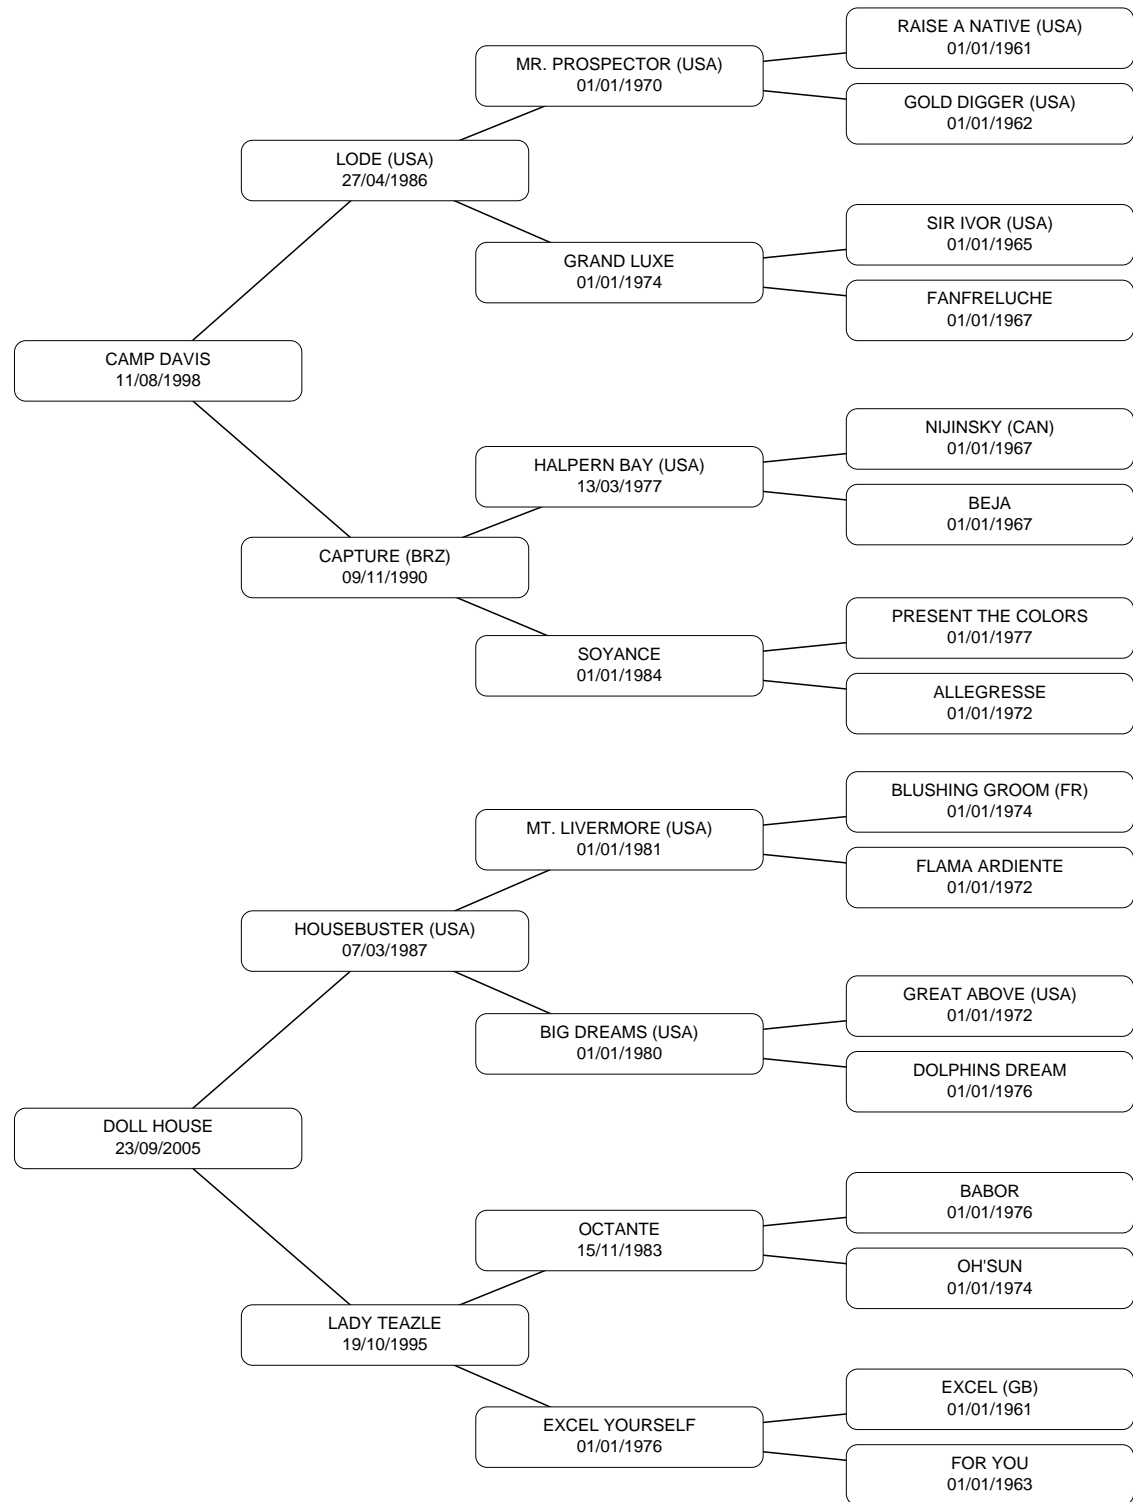 RAISE A NATIVE (USA)
01/01/1961
MR. PROSPECTOR (USA)
01/01/1970
GOLD DIGGER (USA)
01/01/1962
LODE (USA)
27/04/1986
SIR IVOR (USA)
01/01/1965
GRAND LUXE
01/01/1974
FANFRELUCHE
01/01/1967
CAMP DAVIS
11/08/1998
NIJINSKY (CAN)
01/01/1967
HALPERN BAY (USA)
13/03/1977
BEJA
01/01/1967
CAPTURE (BRZ)
09/11/1990
PRESENT THE COLORS
01/01/1977
SOYANCE
01/01/1984
ALLEGRESSE
01/01/1972
BLUSHING GROOM (FR)
01/01/1974
MT. LIVERMORE (USA)
01/01/1981
FLAMA ARDIENTE
01/01/1972
HOUSEBUSTER (USA)
07/03/1987
GREAT ABOVE (USA)
01/01/1972
BIG DREAMS (USA)
01/01/1980
DOLPHINS DREAM
01/01/1976
DOLL HOUSE
23/09/2005
BABOR
01/01/1976
OCTANTE
15/11/1983
OH'SUN
01/01/1974
LADY TEAZLE
19/10/1995
EXCEL (GB)
01/01/1961
EXCEL YOURSELF
01/01/1976
FOR YOU
01/01/1963